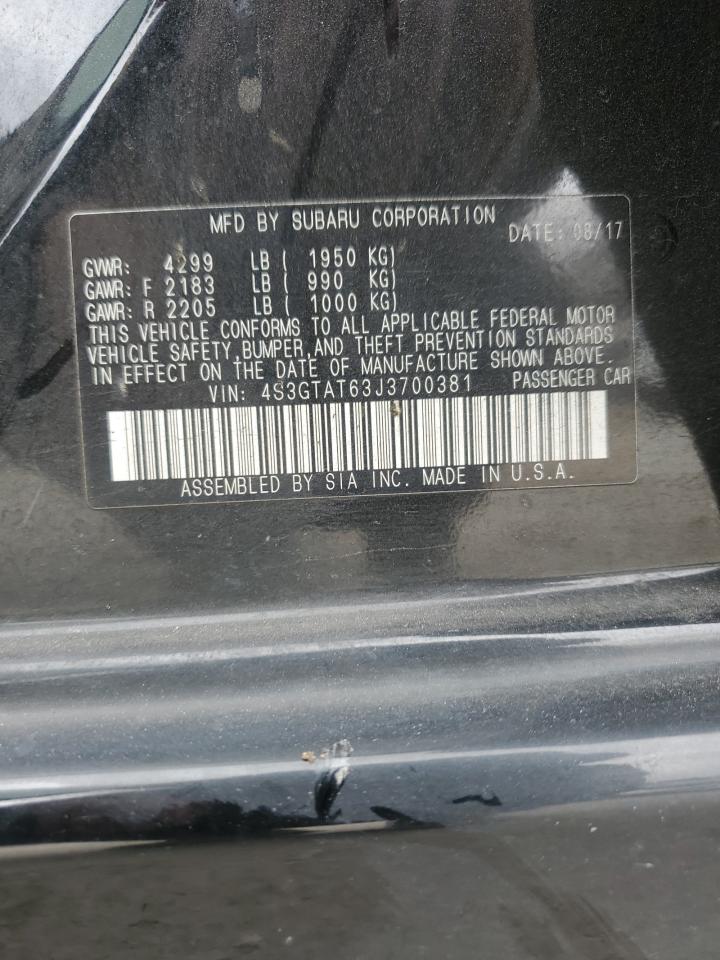 MFD BY SUBARU CORPORATION
DATE: 08/17
GVWR: 4299 LB ( 1950 KG)
GAWR: F 2183 LB ( 990 KG)
GAWR: R 2205 LB ( 1000 KG)
THIS VEHICLE CONFORMS TO ALL APPLICABLE FEDERAL MOTOR
VEHICLE SAFETY,BUMPER,AND THEFT PREVENTION STANDARDS
IN EFFECT ON THE DATE OF MANUFACTURE SHOWN ABOVE.
VIN: 4S3GTAT63J3700381 PASSENGER CAR
ASSEMBLED BY SIA INC. MADE IN U.S.A.